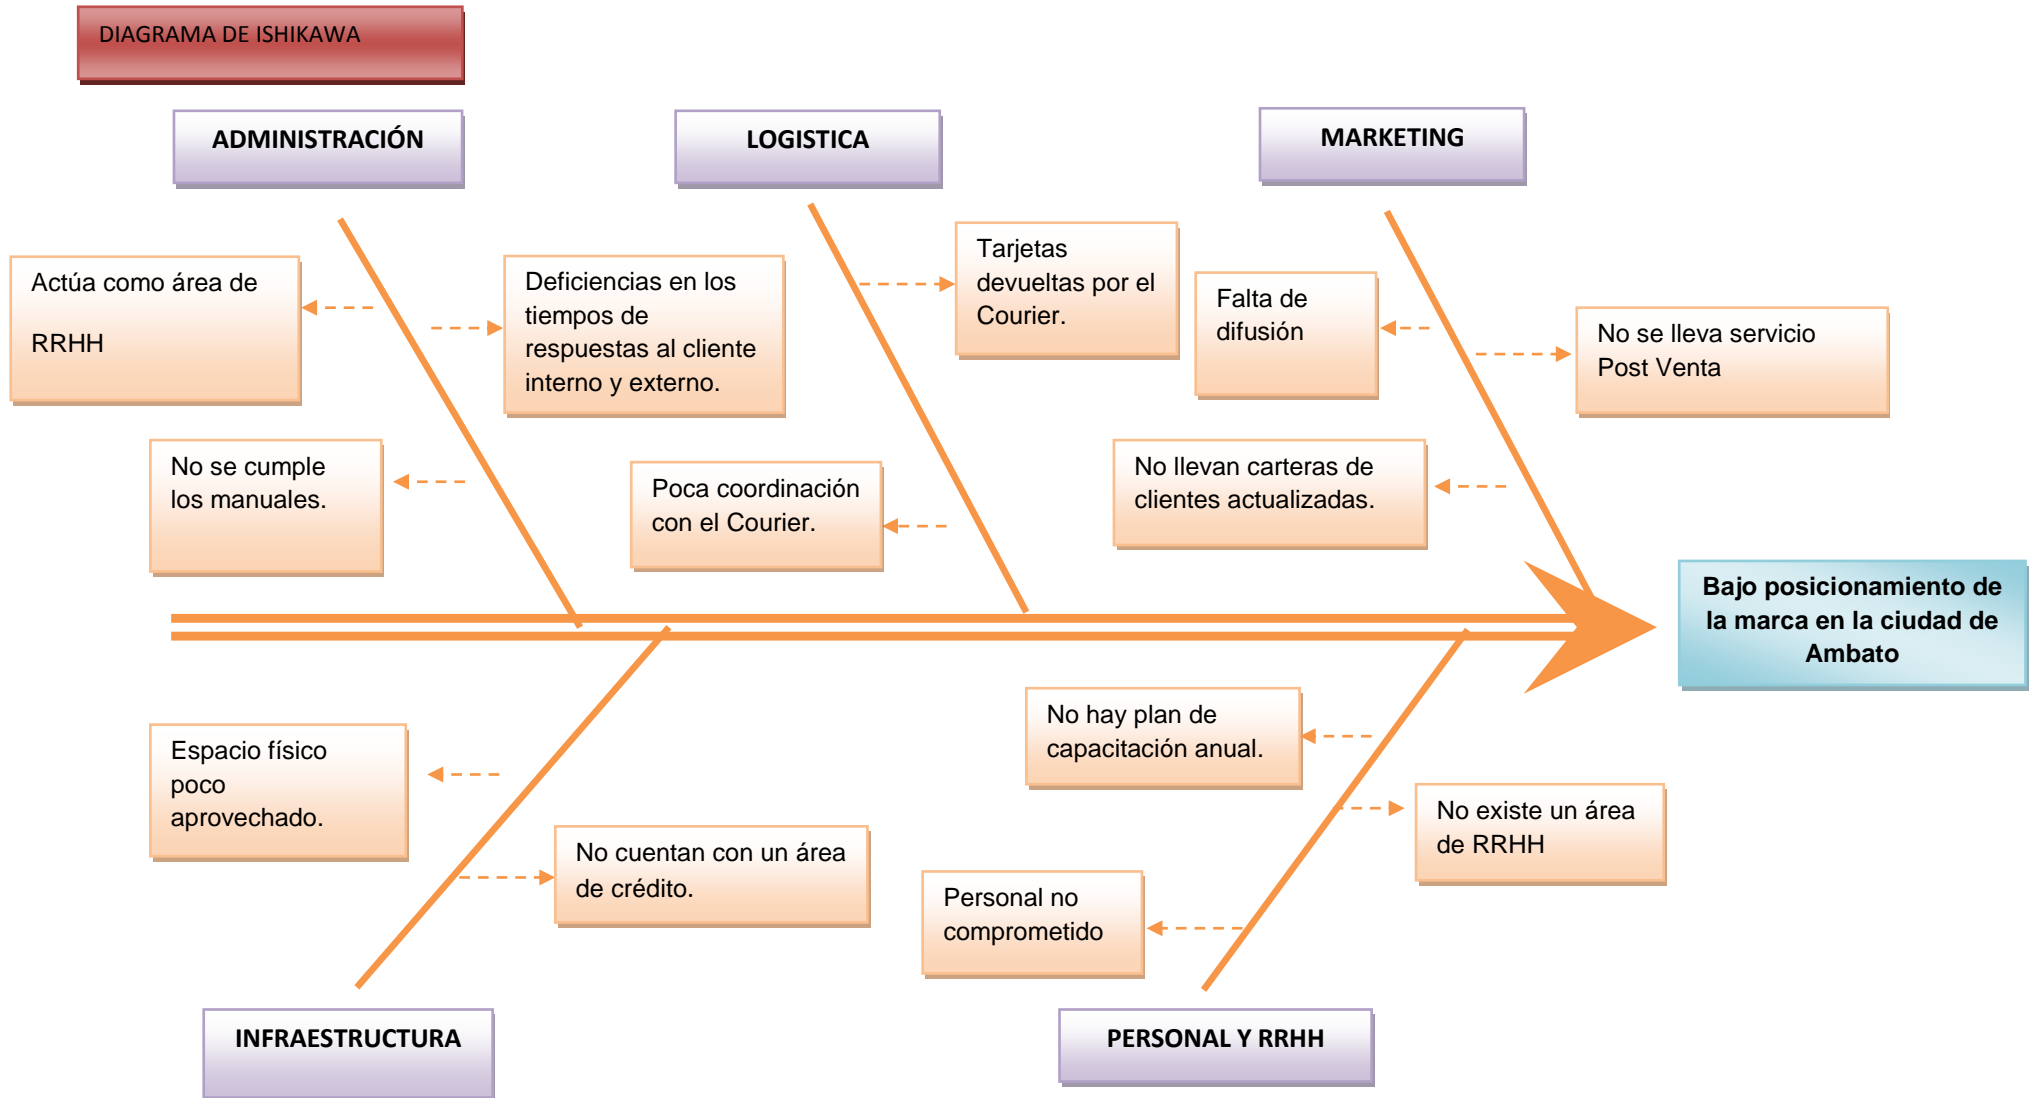 DIAGRAMA DE ISHIKAWA
ADMINISTRACIÓN
LOGISTICA
MARKETING
Actúa como área de
RRHH
Deficiencias en los
tiempos de
respuestas al cliente
interno y externo.
Tarjetas
devueltas por el
Courier.
Falta de
difusión
No se lleva servicio
Post Venta
No se cumple
los manuales.
Poca coordinación
con el Courier.
No llevan carteras de
clientes actualizadas.
Bajo posicionamiento de
la marca en la ciudad de
Ambato
Espacio físico
poco
aprovechado.
No cuentan con un área
de crédito.
No hay plan de
capacitación anual.
No existe un área
de RRHH
Personal no
comprometido
INFRAESTRUCTURA
PERSONAL Y RRHH